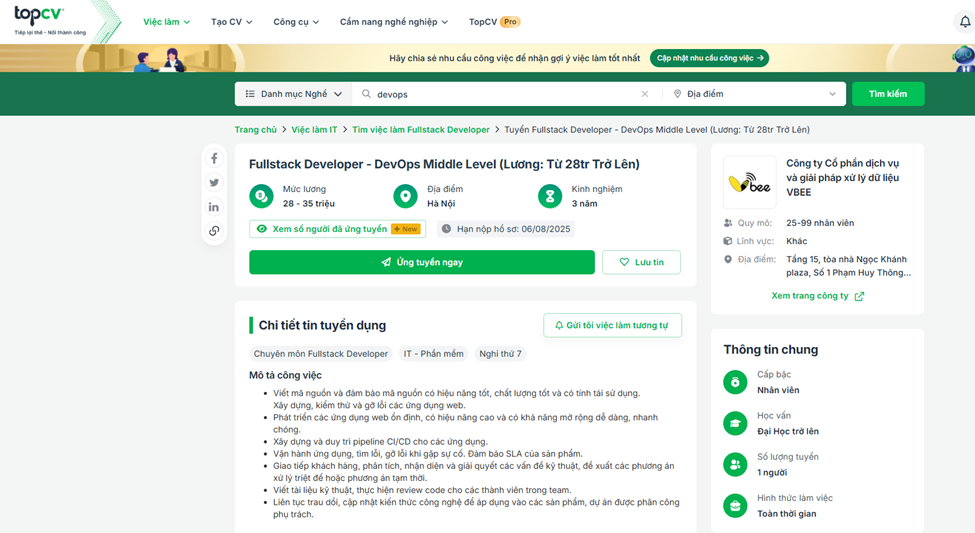 topcv
Tiếp lợi thế - Nối thành công
Việc làm
Tạo CV
Công cụ
Cẩm nang nghề nghiệp
TopCV Pro
Hãy chia sẻ nhu cầu công việc để nhận gợi ý việc làm tốt nhất
Cập nhật nhu cầu công việc →
Danh mục Nghề
devops
Địa điểm
Tìm kiếm
Trang chủ > Việc làm IT > Tìm việc làm Fullstack Developer > Tuyển Fullstack Developer - DevOps Middle Level (Lương: Từ 28tr Trở Lên)
Fullstack Developer - DevOps Middle Level (Lương: Từ 28tr Trở Lên)
Mức lương
28 - 35 triệu
Địa điểm
Hà Nội
Kinh nghiệm
3 năm
Xem số người đã ứng tuyển + New
Hạn nộp hồ sơ: 06/08/2025
Ứng tuyển ngay
Lưu tin
Chi tiết tin tuyển dụng
Gửi tôi việc làm tương tự
Chuyên môn Fullstack Developer
IT - Phần mềm
Nghỉ thứ 7
Mô tả công việc
• Viết mã nguồn và đảm bảo mã nguồn có hiệu năng tốt, chất lượng tốt và có tính tái sử dụng.
Xây dựng, kiểm thử và gỡ lỗi các ứng dụng web.
• Phát triển các ứng dụng web ổn định, có hiệu năng cao và có khả năng mở rộng dễ dàng, nhanh
chóng.
• Xây dựng và duy trì pipeline CI/CD cho các ứng dụng.
• Vận hành ứng dụng, tìm lỗi, gỡ lỗi khi gặp sự cố. Đảm bảo SLA của sản phẩm.
• Giao tiếp khách hàng, phân tích, nhận diện và giải quyết các vấn đề kỹ thuật, đề xuất các phương án
xử lý triệt để hoặc phương án tạm thời.
• Viết tài liệu kỹ thuật, thực hiện review code cho các thành viên trong team.
• Liên tục trau dồi, cập nhật kiến thức công nghệ để áp dụng vào các sản phẩm, dự án được phân công
phụ trách.
Vbee
Công ty Cổ phần dịch vụ
và giải pháp xử lý dữ liệu
VBEE
Quy mô: 25-99 nhân viên
Lĩnh vực: Khác
Địa điểm: Tầng 15, tòa nhà Ngọc Khánh
plaza, Số 1 Phạm Huy Thông...
Xem trang công ty
Thông tin chung
Cấp bậc
Nhân viên
Học vấn
Đại Học trở lên
Số lượng tuyển
1 người
Hình thức làm việc
Toàn thời gian